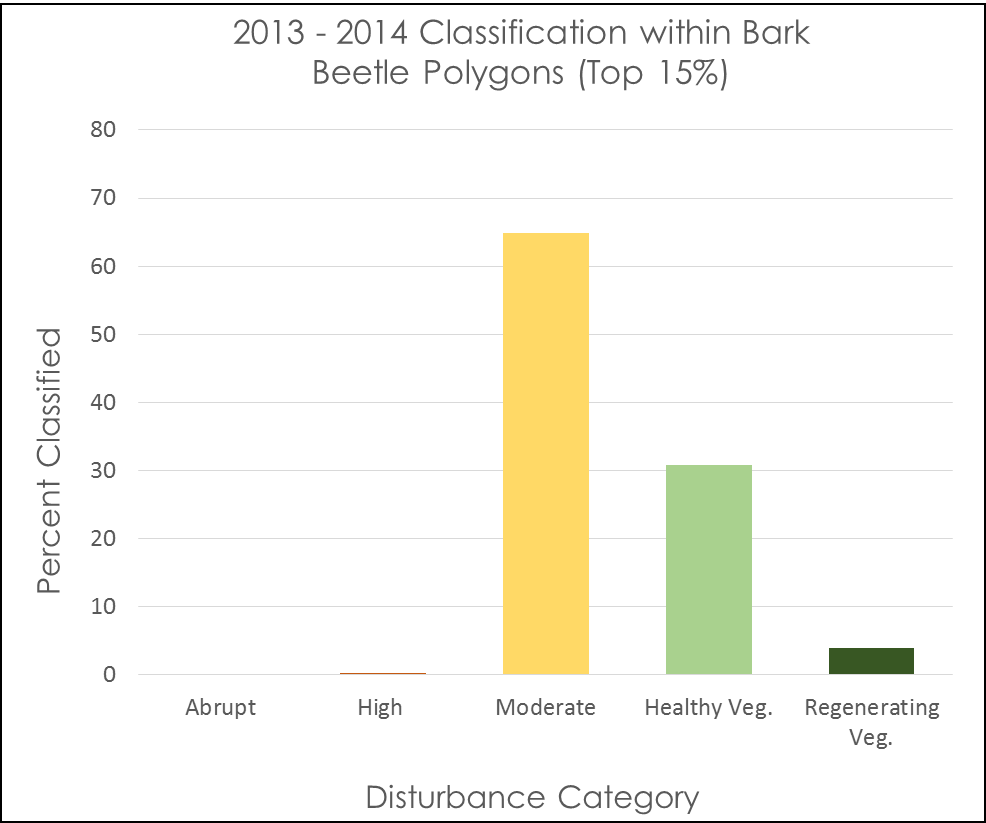 2013 - 2014 Classification within Bark
Beetle Polygons (Top 15%)
Percent Classified
80
70
60
50
40
30
20
10
0
Abrupt
High
Moderate
Healthy Veg.
Regenerating
Veg.
Disturbance Category